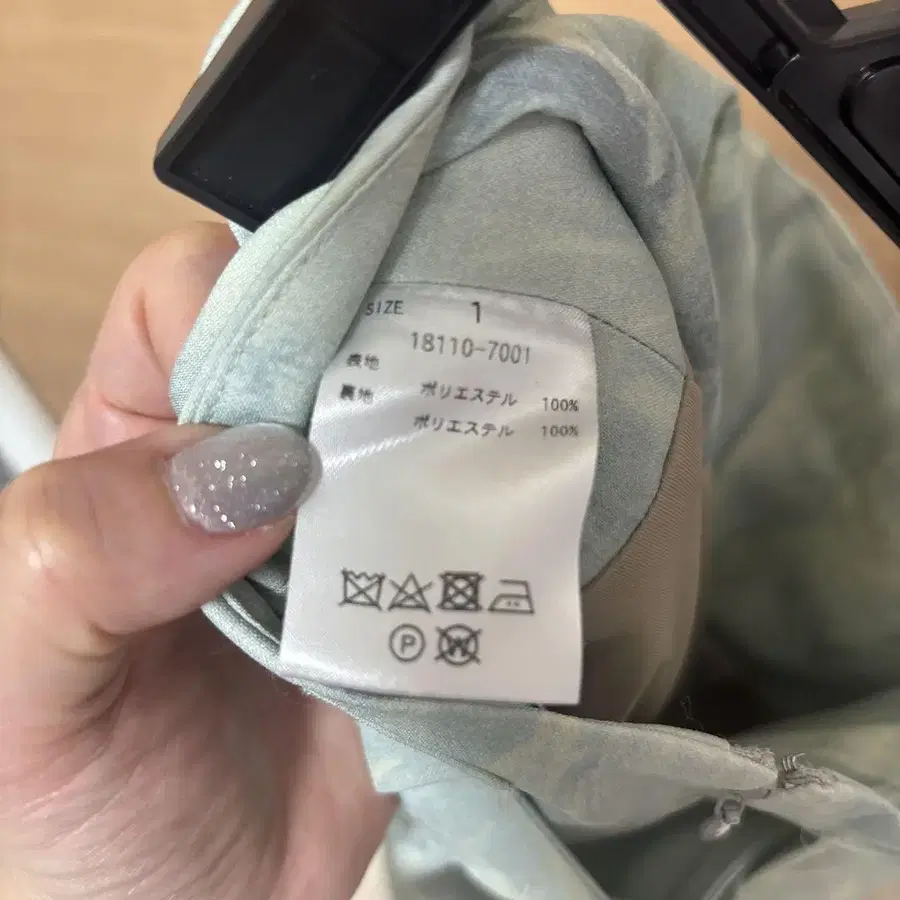 SIZE 1
18110-7001
表地 ポリエステル 100%
裏地 ポリエステル 100%
P
W